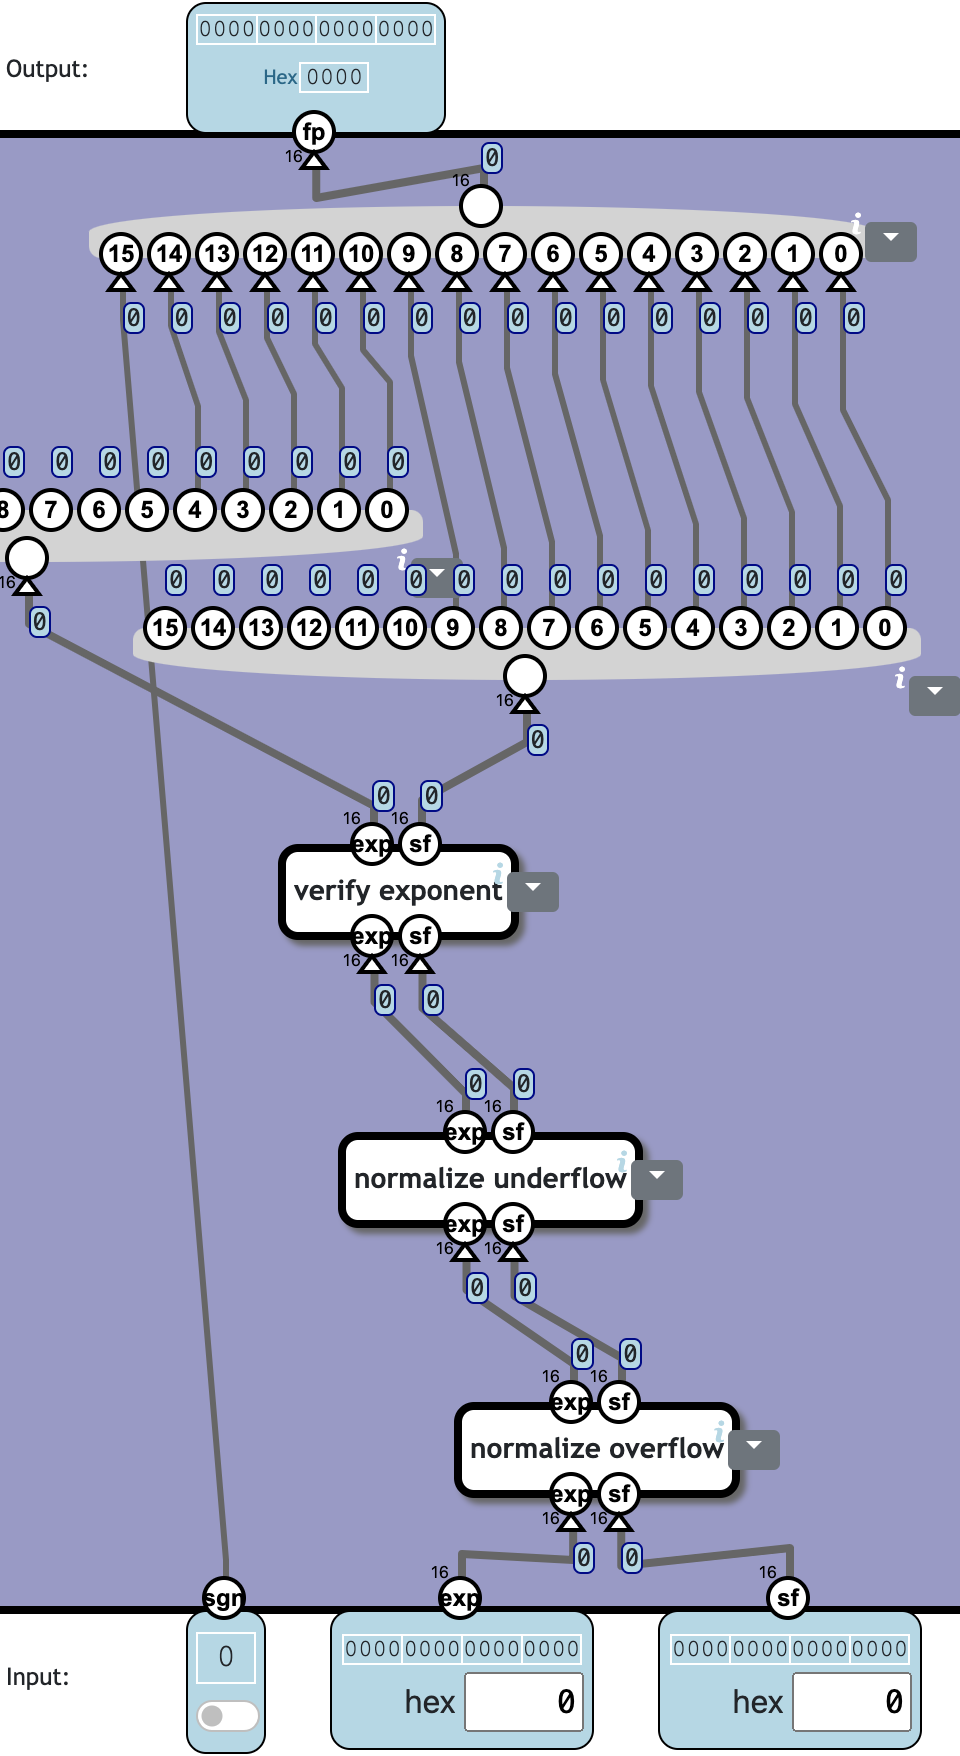 0000 0000 0000 0000
Output:
Hex 0000
fp
16
0
16
i
15 14 13 12 11 10 9 8 7 6 5 4 3 2 1 0
0 0 0 0 0 0 0 0 0 0 0 0 0 0 0 0
0 0 0 0 0 0 0 0 0
8 7 6 5 4 3 2 1 0
i
16
0 0 0 0 0 0 0 0 0 0 0 0 0 0 0 0
0
15 14 13 12 11 10 9 8 7 6 5 4 3 2 1 0
i
16
0
0 0
16 16
exp sf
i
verify exponent
exp sf
16 16
0 0
0 0
16 16
exp sf
i
normalize underflow
exp sf
16 16
0 0
0 0
16 16
exp sf
i
normalize overflow
exp sf
16 16
0 0
16 16
sgn exp sf
0 0000 0000 0000 0000 0000 0000 0000 0000
Input:
hex 0 hex 0